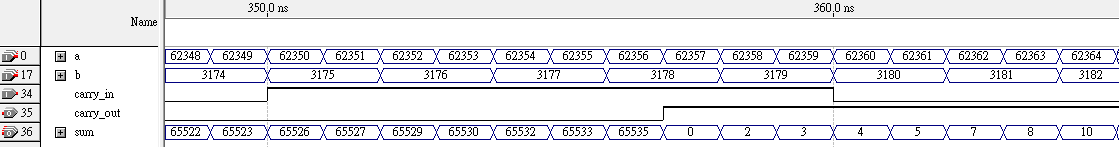 350.0 ns 360.0 ns
Name
0 a 62348 62349 62350 62351 62352 62353 62354 62355 62356 62357 62358 62359 62360 62361 62362 62363 62364
17 b 3174 3175 3176 3177 3178 3179 3180 3181 3182
34 carry_in
35 carry_out
36 sum 65522 65523 65526 65527 65529 65530 65532 65533 65535 0 2 3 4 5 7 8 10